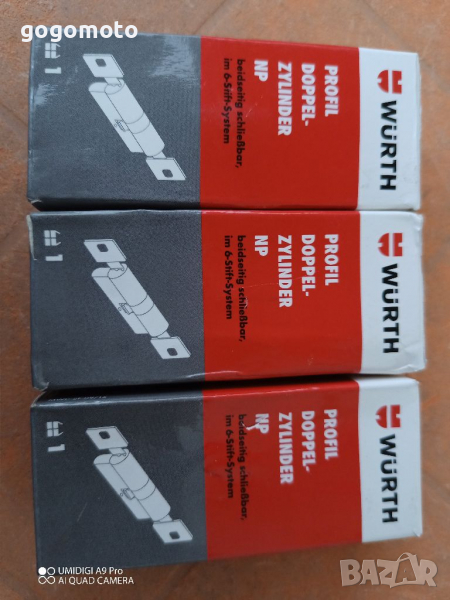 gogomoto
WÜRTH
PROFIL
DOPPEL-
ZYLINDER
NP
beidseitig schließbar,
im 6-Stift-System
1
WÜRTH
PROFIL
DOPPEL-
ZYLINDER
NP
beidseitig schließbar,
im 6-Stift-System
1
WÜRTH
PROFIL
DOPPEL-
ZYLINDER
NP
beidseitig schließbar,
im 6-Stift-System
1
UMIDIGI A9 Pro
AI QUAD CAMERA
BAZAR